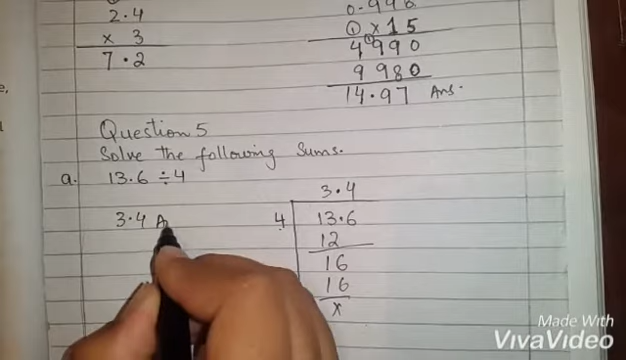 2.4
x 3
7.2
0.998
x 15
4990
9980
14.97 Ans.
Question 5
Solve the following Sums.
a. 13.6 ÷ 4
3.4
3.4 A
4 13.6
12
16
16
x
Made With
VivaVideo